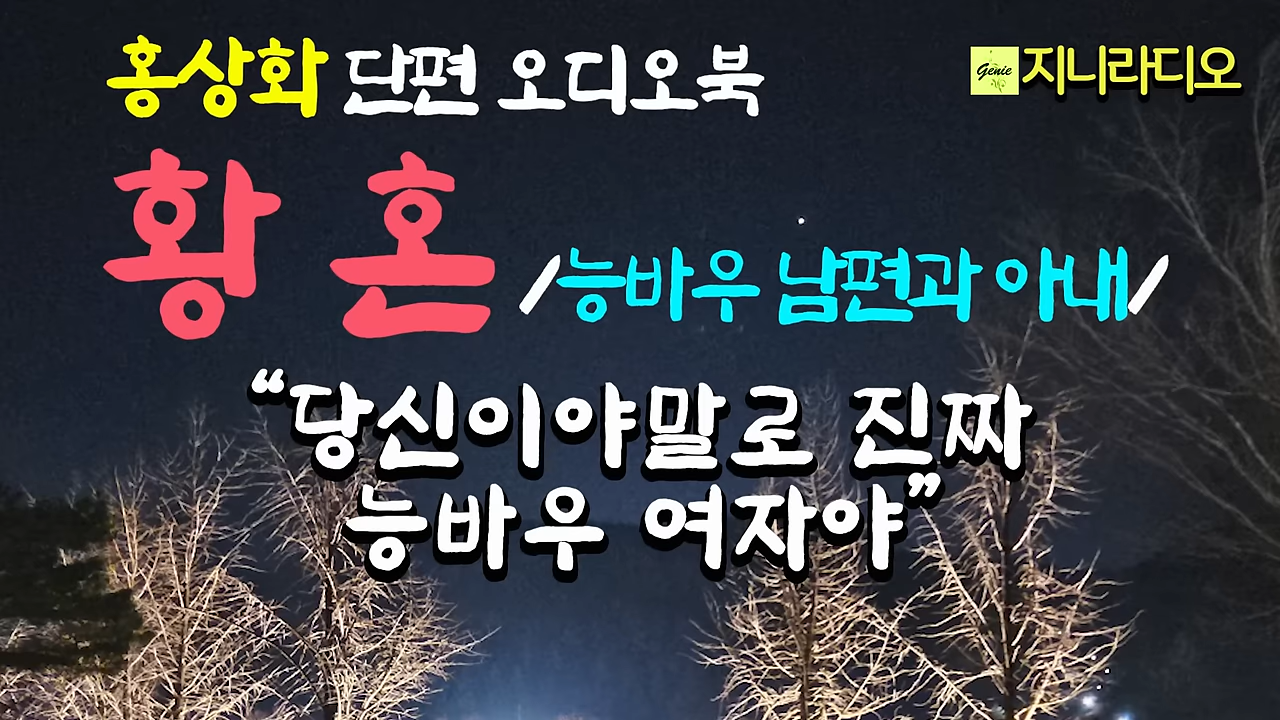 홍상화 단편 오디오북
Genie 지니라디오
황혼 /능바우 남편과 아내/
“당신이야말로 진짜
능바우 여자야”